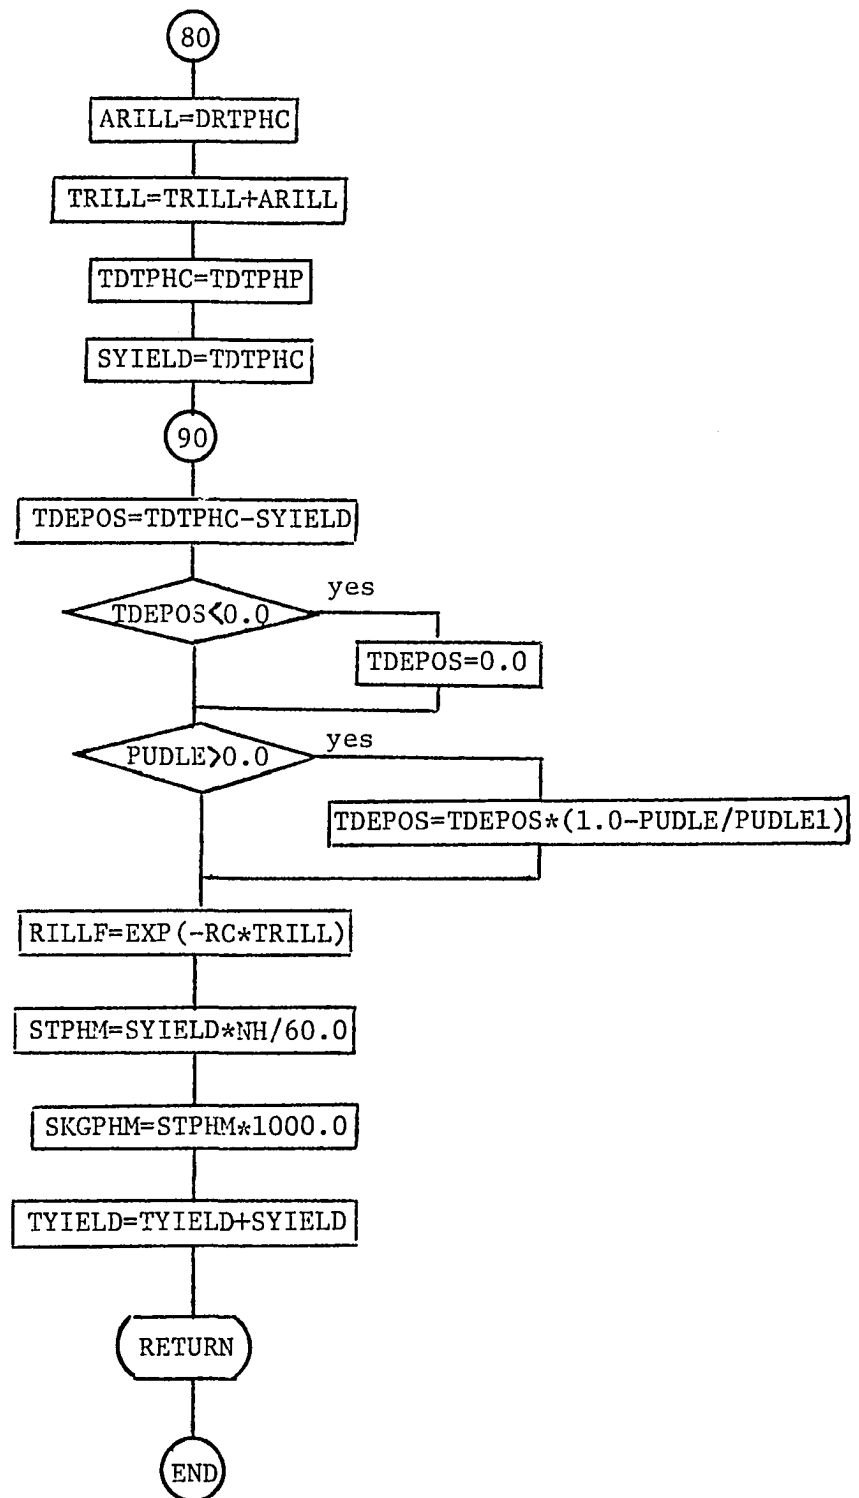 80
ARILL=DRTPHC
TRILL=TRILL+ARILL
TDTPHC=TDTPHP
SYIELD=TDTPHC
90
TDEPOS=TDTPHC-SYIELD
yes
TDEPOS<0.0
TDEPOS=0.0
yes
PUDLE>0.0
TDEPOS=TDEPOS*(1.0-PUDLE/PUDLE1)
RILLF=EXP(-RC*TRILL)
STPHM=SYIELD*NH/60.0
SKGPHM=STPHM*1000.0
TYIELD=TYIELD+SYIELD
RETURN
END